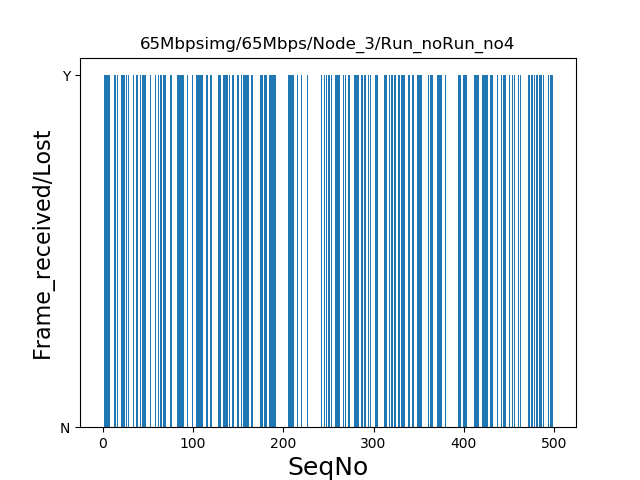 65Mbpsimg/65Mbps/Node_3/Run_noRun_no4
Y
Frame_received/Lost
N
0 100 200 300 400 500
SeqNo